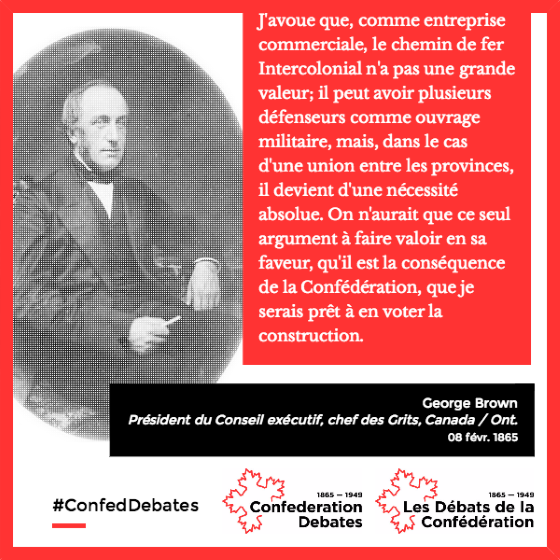 J'avoue que, comme entreprise
commerciale, le chemin de fer
Intercolonial n'a pas une grande
valeur; il peut avoir plusieurs
défenseurs comme ouvrage
militaire, mais, dans le cas
d'une union entre les provinces,
il devient d'une nécessité
absolue. On n'aurait que ce seul
argument à faire valoir en sa
faveur, qu'il est la conséquence
de la Confédération, que je
serais prêt à en voter la
construction.
George Brown
Président du Conseil exécutif, chef des Grits, Canada / Ont.
08 févr. 1865
#ConfedDebates
1865 — 1949
Confederation
Debates
1865 — 1949
Les Débats de la
Confédération